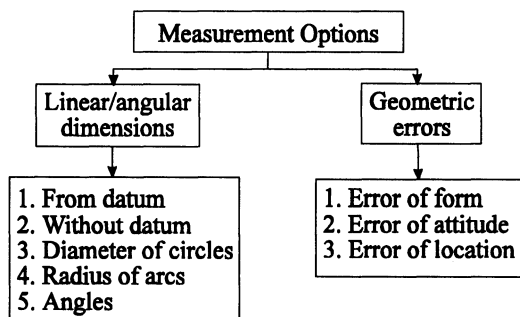 Measurement Options
Linear/angular
dimensions
Geometric
errors
1. From datum
2. Without datum
3. Diameter of circles
4. Radius of arcs
5. Angles
1. Error of form
2. Error of attitude
3. Error of location